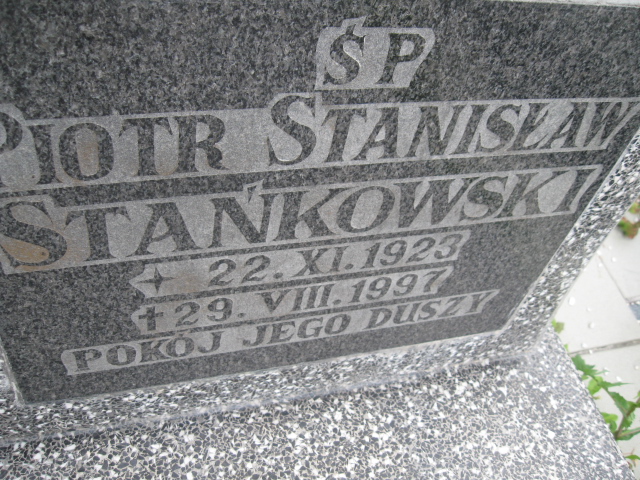 ŚP
PIOTR STANISŁAW
STAŃKOWSKI
22. XI. 1923
✝ 29. VIII. 1997
POKÓJ JEGO DUSZY